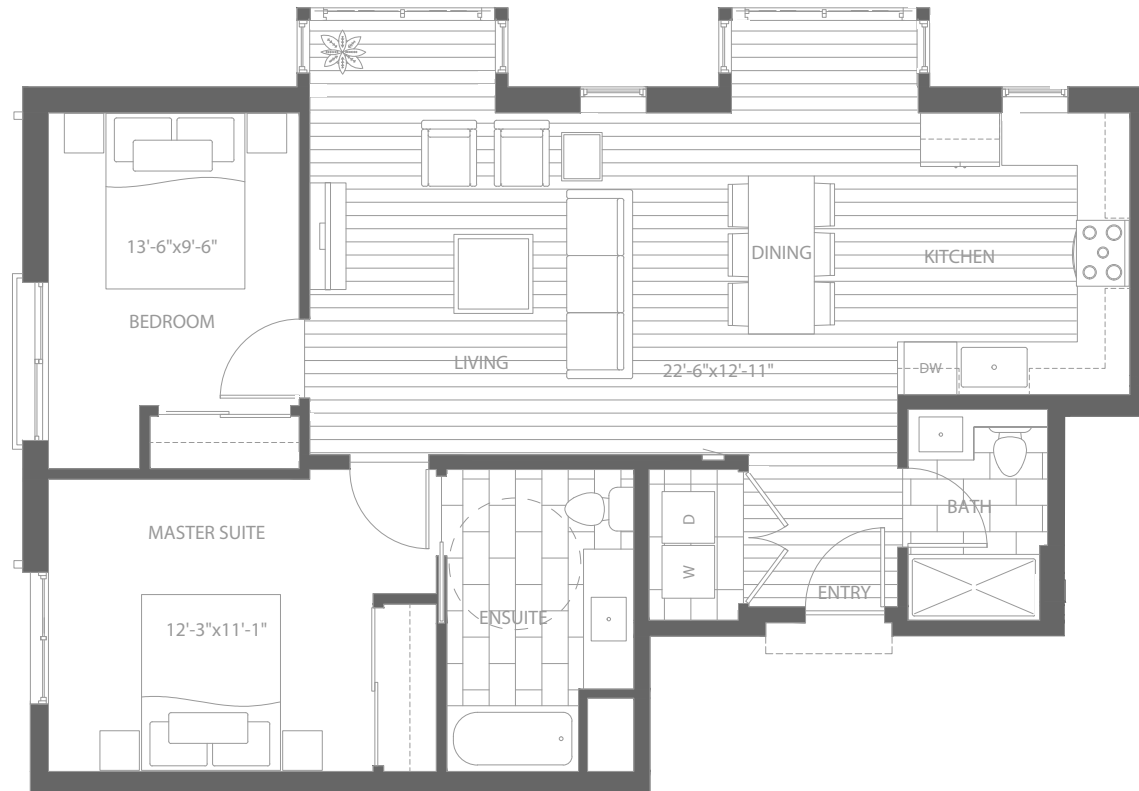 13'-6"x9'-6"
BEDROOM
DINING
KITCHEN
LIVING
22'-6"x12'-11"
DW
MASTER SUITE
12'-3"x11'-1"
ENSUITE
D
W
BATH
ENTRY